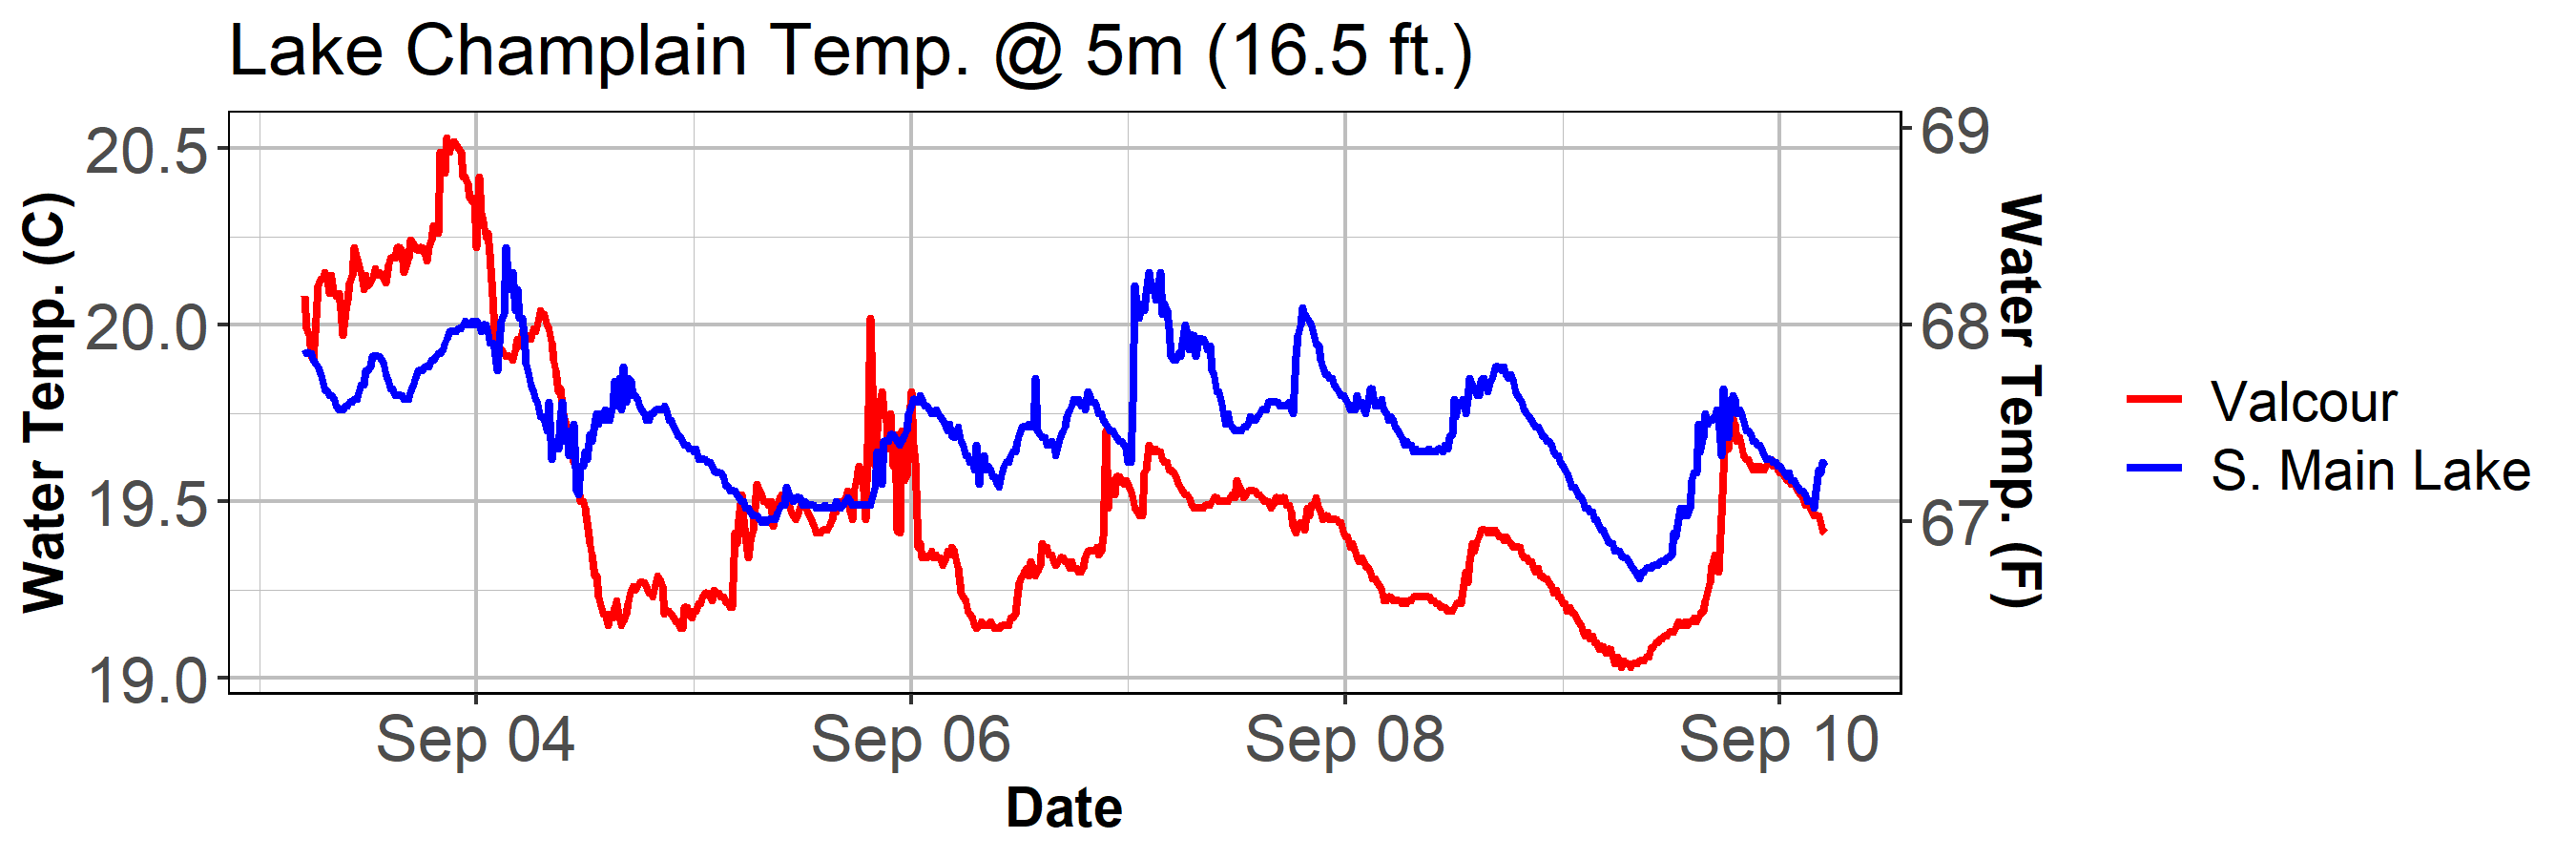 Lake Champlain Temp. @ 5m (16.5 ft.)
Water Temp. (C)
20.5
20.0
19.5
19.0
69
68
67
Water Temp. (F)
Sep 04
Sep 06
Sep 08
Sep 10
Date
Valcour
S. Main Lake